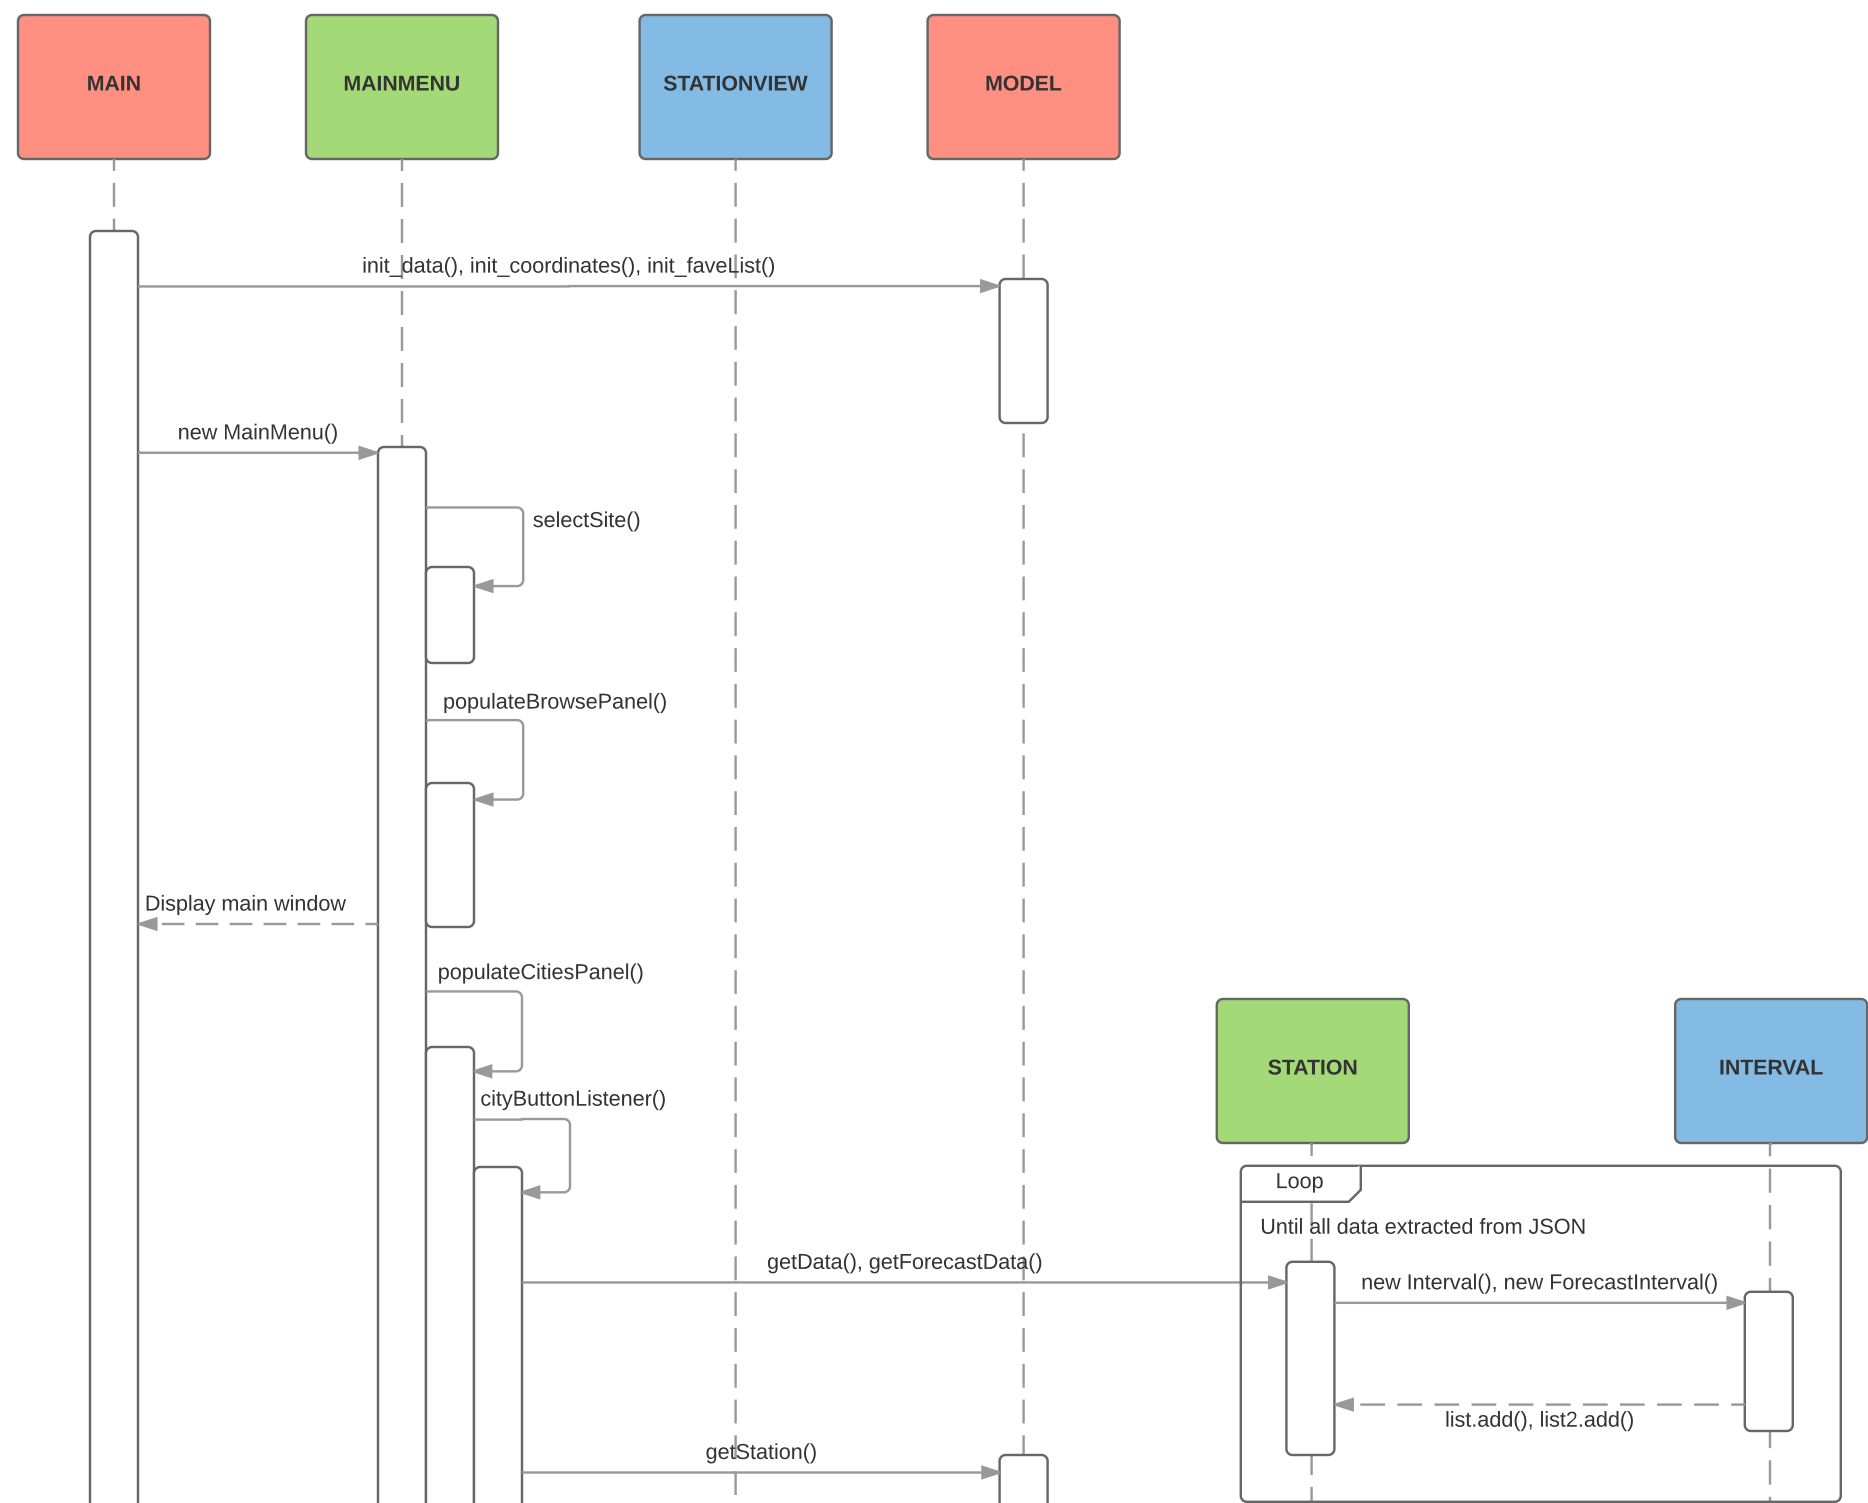 MAIN
MAINMENU
STATIONVIEW
MODEL
init_data(), init_coordinates(), init_faveList()
new MainMenu()
selectSite()
populateBrowsePanel()
Display main window
populateCitiesPanel()
STATION
INTERVAL
cityButtonListener()
Loop
Until all data extracted from JSON
getData(), getForecastData()
new Interval(), new ForecastInterval()
list.add(), list2.add()
getStation()